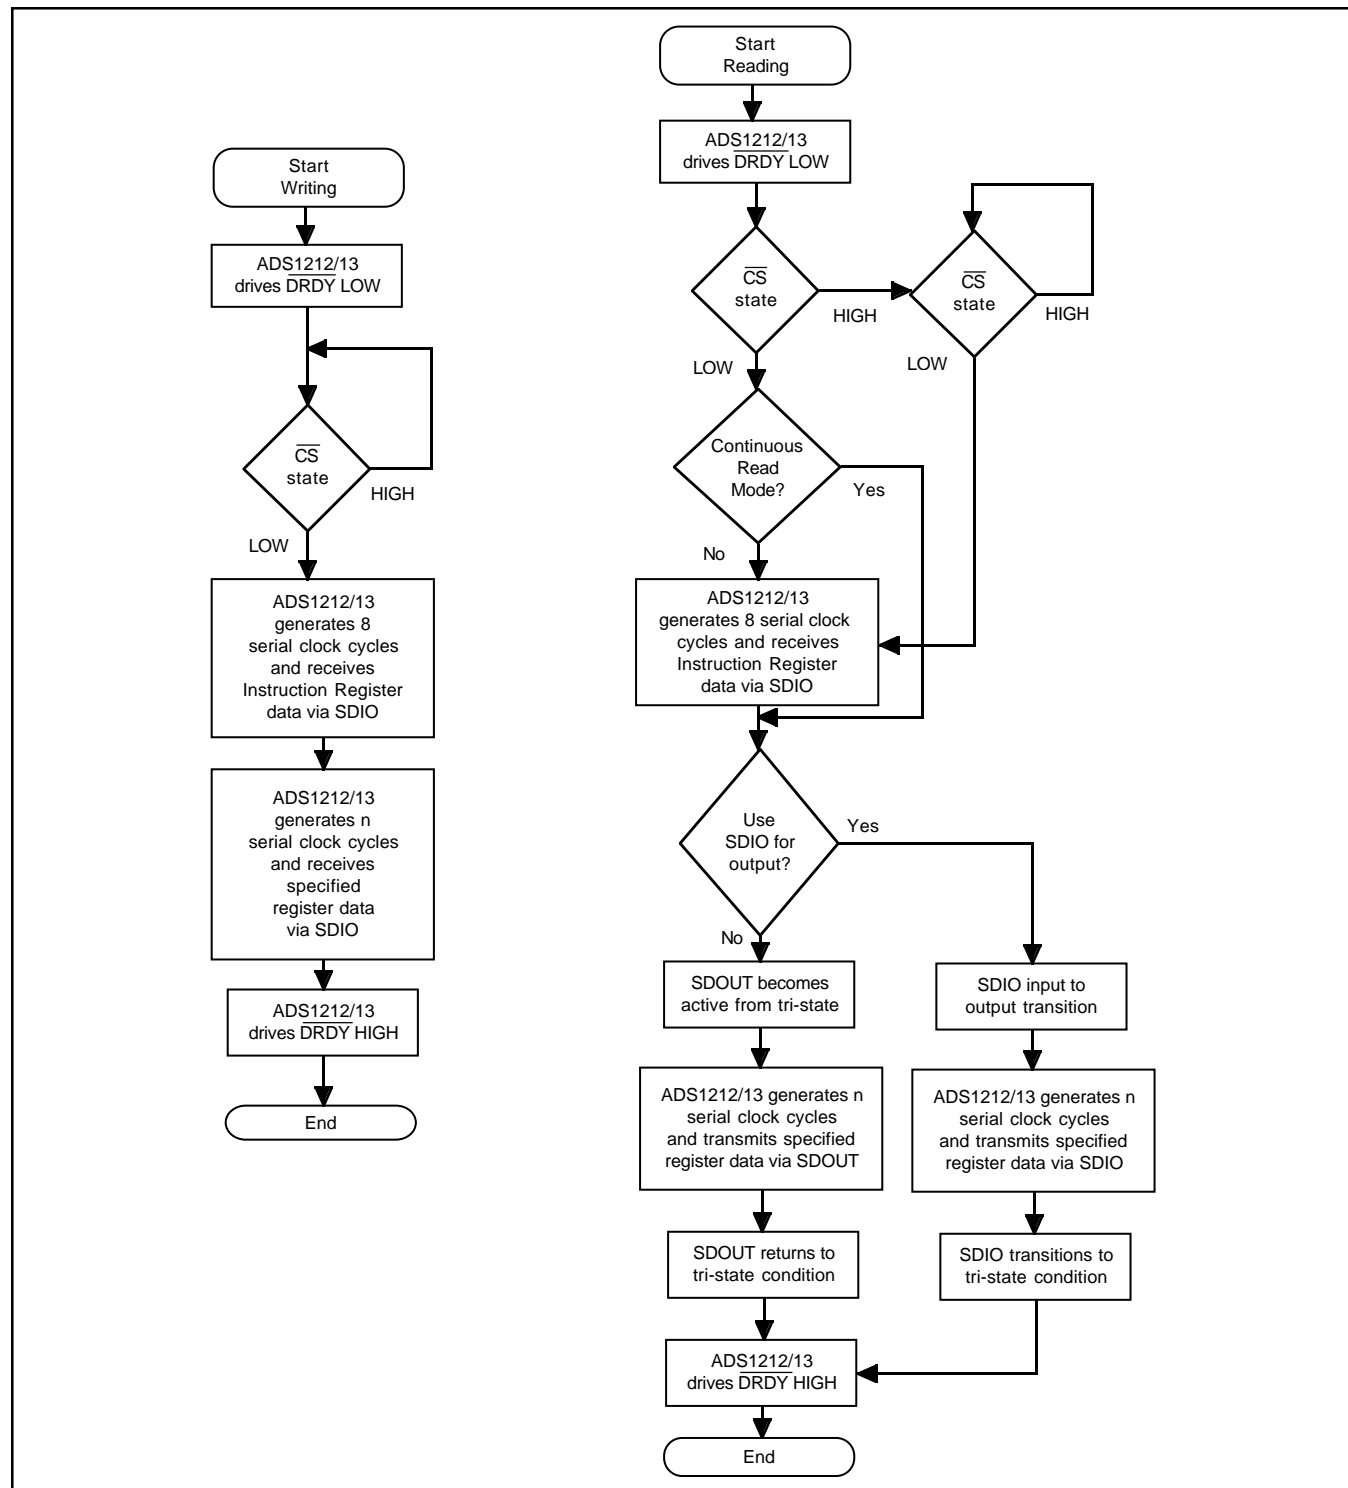 Start
Writing
ADS1212/13
drives DRDY LOW
CS
state
HIGH
LOW
ADS1212/13
generates 8
serial clock cycles
and receives
Instruction Register
data via SDIO
ADS1212/13
generates n
serial clock cycles
and receives
specified
register data
via SDIO
ADS1212/13
drives DRDY HIGH
End
Start
Reading
ADS1212/13
drives DRDY LOW
CS
state
HIGH
LOW
CS
state
HIGH
LOW
Continuous
Read
Mode?
Yes
No
ADS1212/13
generates 8 serial clock
cycles and receives
Instruction Register
data via SDIO
Use
SDIO for
output?
Yes
No
SDOUT becomes
active from tri-state
ADS1212/13 generates n
serial clock cycles
and transmits specified
register data via SDOUT
SDOUT returns to
tri-state condition
SDIO input to
output transition
ADS1212/13 generates n
serial clock cycles
and transmits specified
register data via SDIO
SDIO transitions to
tri-state condition
ADS1212/13
drives DRDY HIGH
End